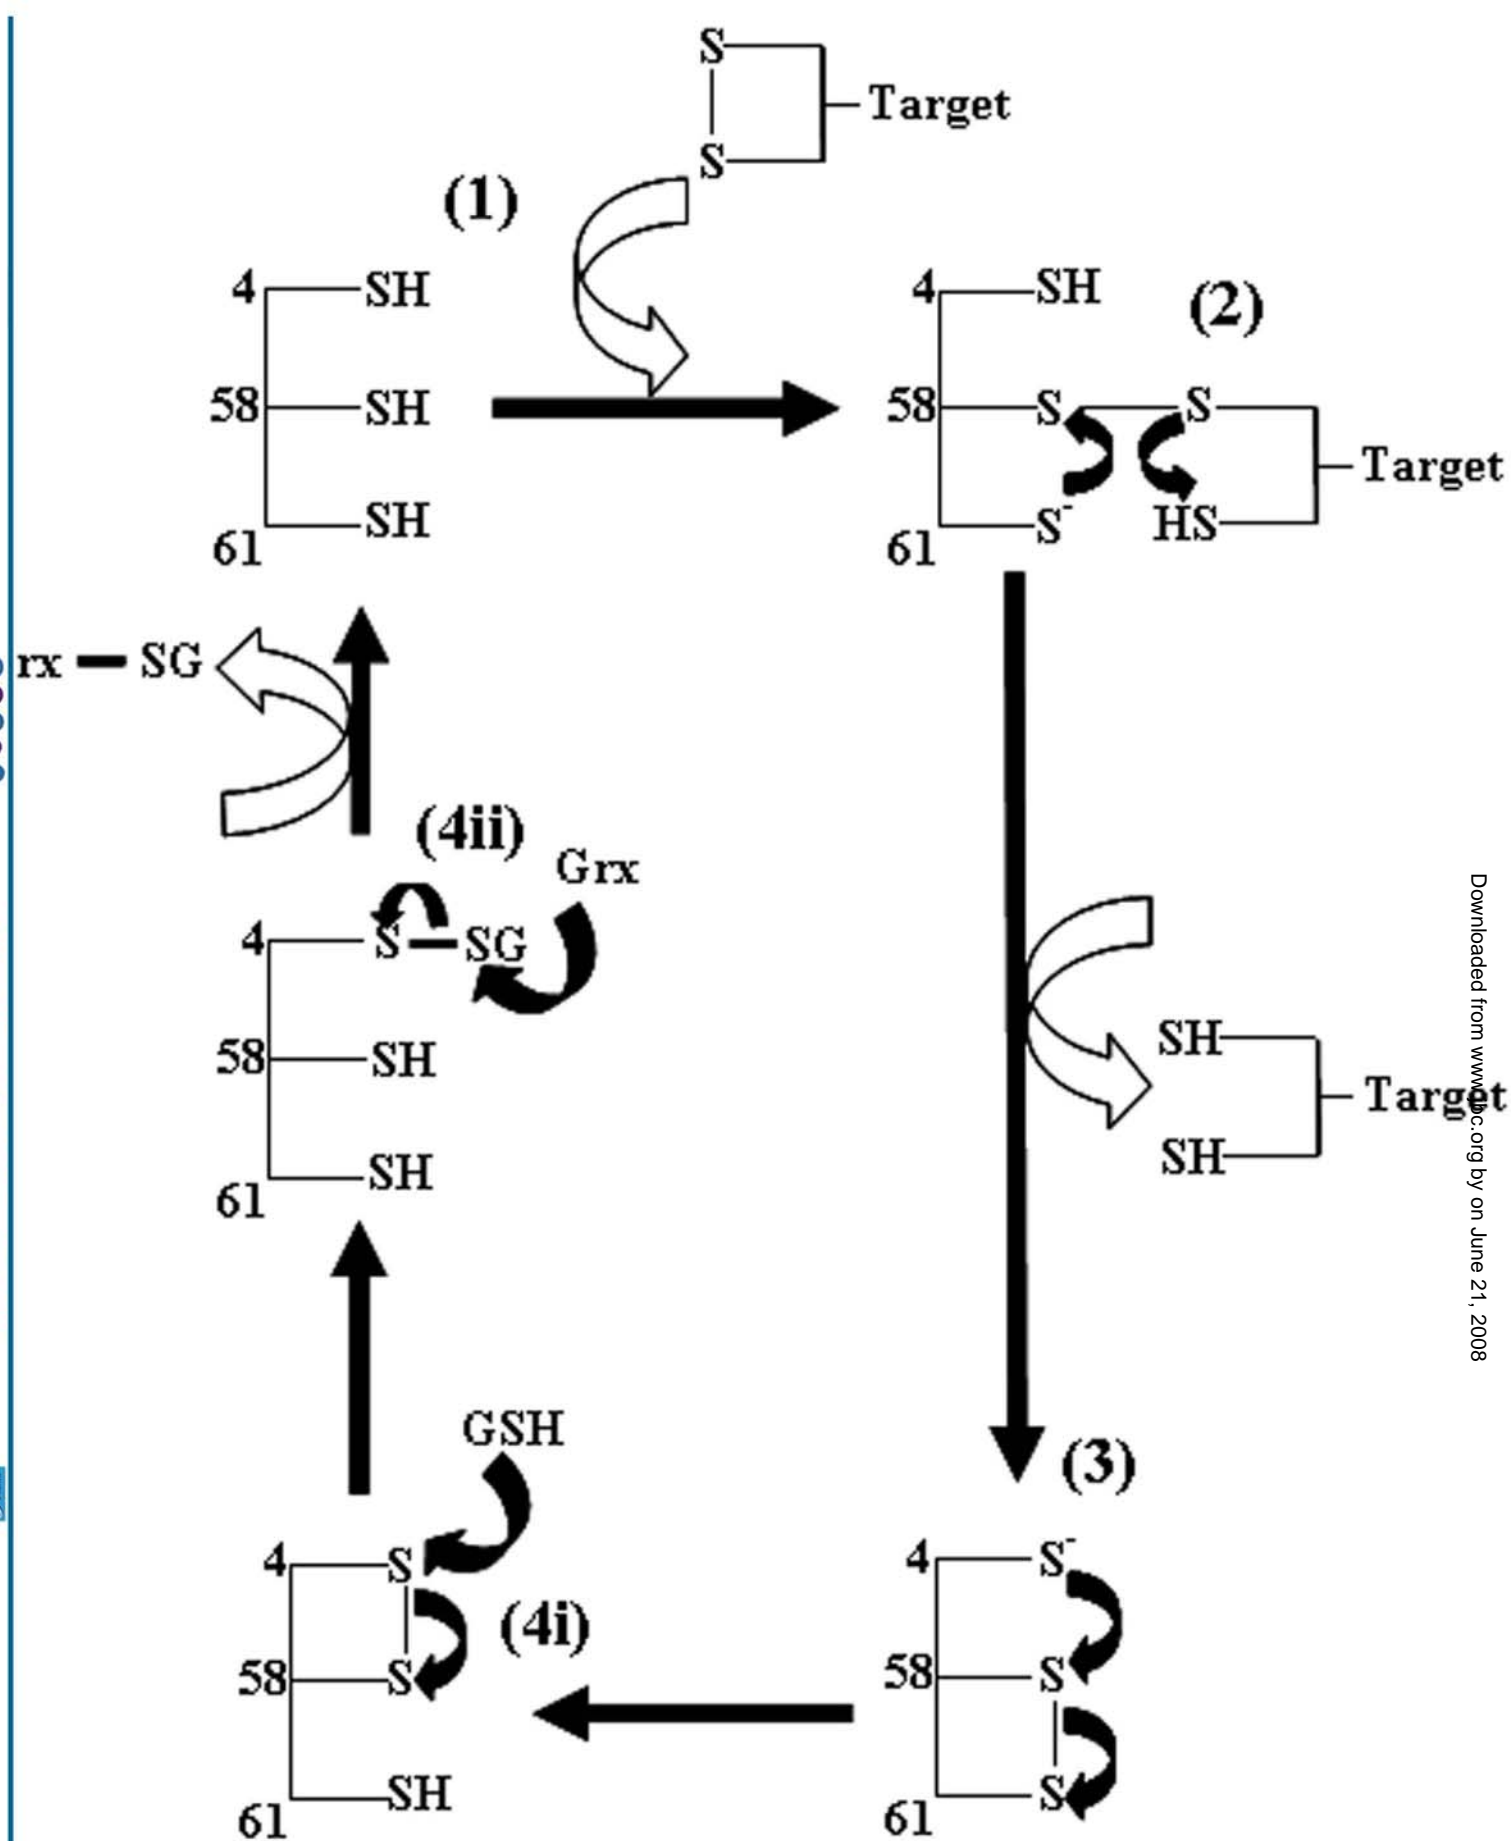 S
Target
S
(1)
4 SH
58 SH
61 SH
4 SH
(2)
58 S S
Target
61 S- HS
rx SG
(4ii)
Grx
4 S SG
58 SH
61 SH
SH
Target
SH
Downloaded from www.jbc.org by on June 21, 2008
GSH
(3)
4 S
(4i)
58 S
61 SH
4 S-
58 S
61 S